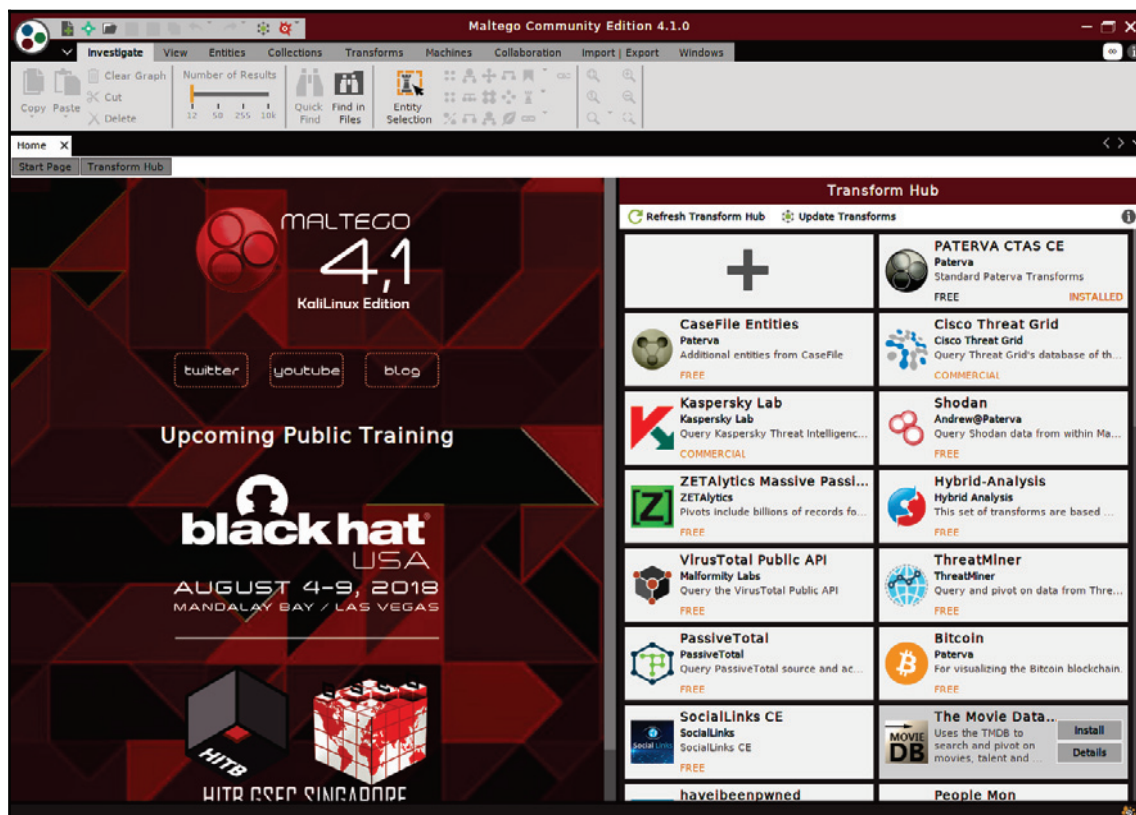 Maltego Community Edition 4.1.0
Investigate View Entities Collections Transforms Machines Collaboration Import | Export Windows
Copy Paste
Clear Graph
Cut
Delete
Number of Results
12 50 255 10k
Quick Find
Find in Files
Entity Selection
Home X
Start Page Transform Hub
MALTEGO
4,1
KaliLinux Edition
twitter youtube blog
Upcoming Public Training
black hat
USA
AUGUST 4-9, 2018
MANDALAY BAY / LAS VEGAS
HITB
HITB GSEC SINGAPORE
Transform Hub
Refresh Transform Hub Update Transforms
PATERVA CTAS CE
Paterva
Standard Paterva Transforms
FREE INSTALLED
CaseFile Entities
Paterva
Additional entities from CaseFile
FREE
Cisco Threat Grid
Cisco Threat Grid
Query Threat Grid's database of th...
COMMERCIAL
Kaspersky Lab
Kaspersky Lab
Query Kaspersky Threat Intelligenc...
COMMERCIAL
Shodan
Andrew@Paterva
Query Shodan data from within Ma...
FREE
ZETAlytics Massive Passi...
ZETAlytics
Pivots include billions of records fo...
FREE
Hybrid-Analysis
Hybrid Analysis
This set of transforms are based ...
FREE
VirusTotal Public API
Malformity Labs
Query the VirusTotal Public API
FREE
ThreatMiner
ThreatMiner
Query and pivot on data from Thre...
FREE
PassiveTotal
PassiveTotal
Query PassiveTotal source and ac...
FREE
Bitcoin
Paterva
For visualizing the Bitcoin blockchain.
FREE
Social Links
SocialLinks CE
SocialLinks
SocialLinks CE
FREE
MOVIE
DB
The Movie Data..
Uses the TMDB to
search and pivot on
movies, talent and ...
Install
Details
haveibeenpwned
People Mon